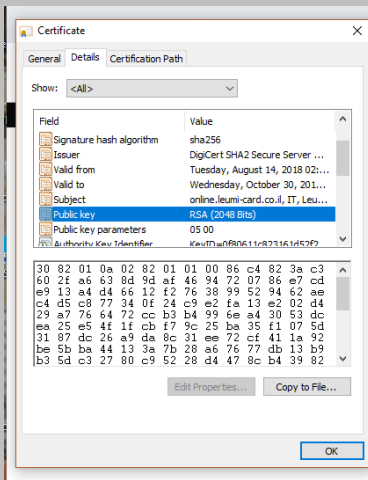 Certificate
General Details Certification Path
Show: <All>
Field Value
Signature hash algorithm sha256
Issuer DigiCert SHA2 Secure Server ...
Valid from Tuesday, August 14, 2018 02:...
Valid to Wednesday, October 30, 201...
Subject online.leumi-card.co.il, IT, Leu...
Public key RSA (2048 Bits)
Public key parameters 05 00
Authority Key Identifier KeyID=0f80611c823161d52f2...
30 82 01 0a 02 82 01 01 00 86 c4 82 3a c3
60 2f a6 63 8d 9d af 46 94 72 07 86 e7 cd
e9 13 a4 d4 66 12 f2 76 38 99 52 94 62 ae
c4 d5 c8 77 34 0f 24 c9 e2 fa 13 e2 02 d4
29 a7 76 64 72 cc b3 b4 99 6e a4 30 53 dc
ea 25 e5 4f 1f cb f7 9c 25 ba 35 f1 07 5d
31 87 dc 26 a9 da 8c 31 ee 72 cf 41 1a 92
be 5b ba 44 13 3a 7b 28 a6 76 77 db 13 b9
b3 5d c3 27 80 c9 52 28 d4 47 8c b4 39 82
Edit Properties... Copy to File...
OK